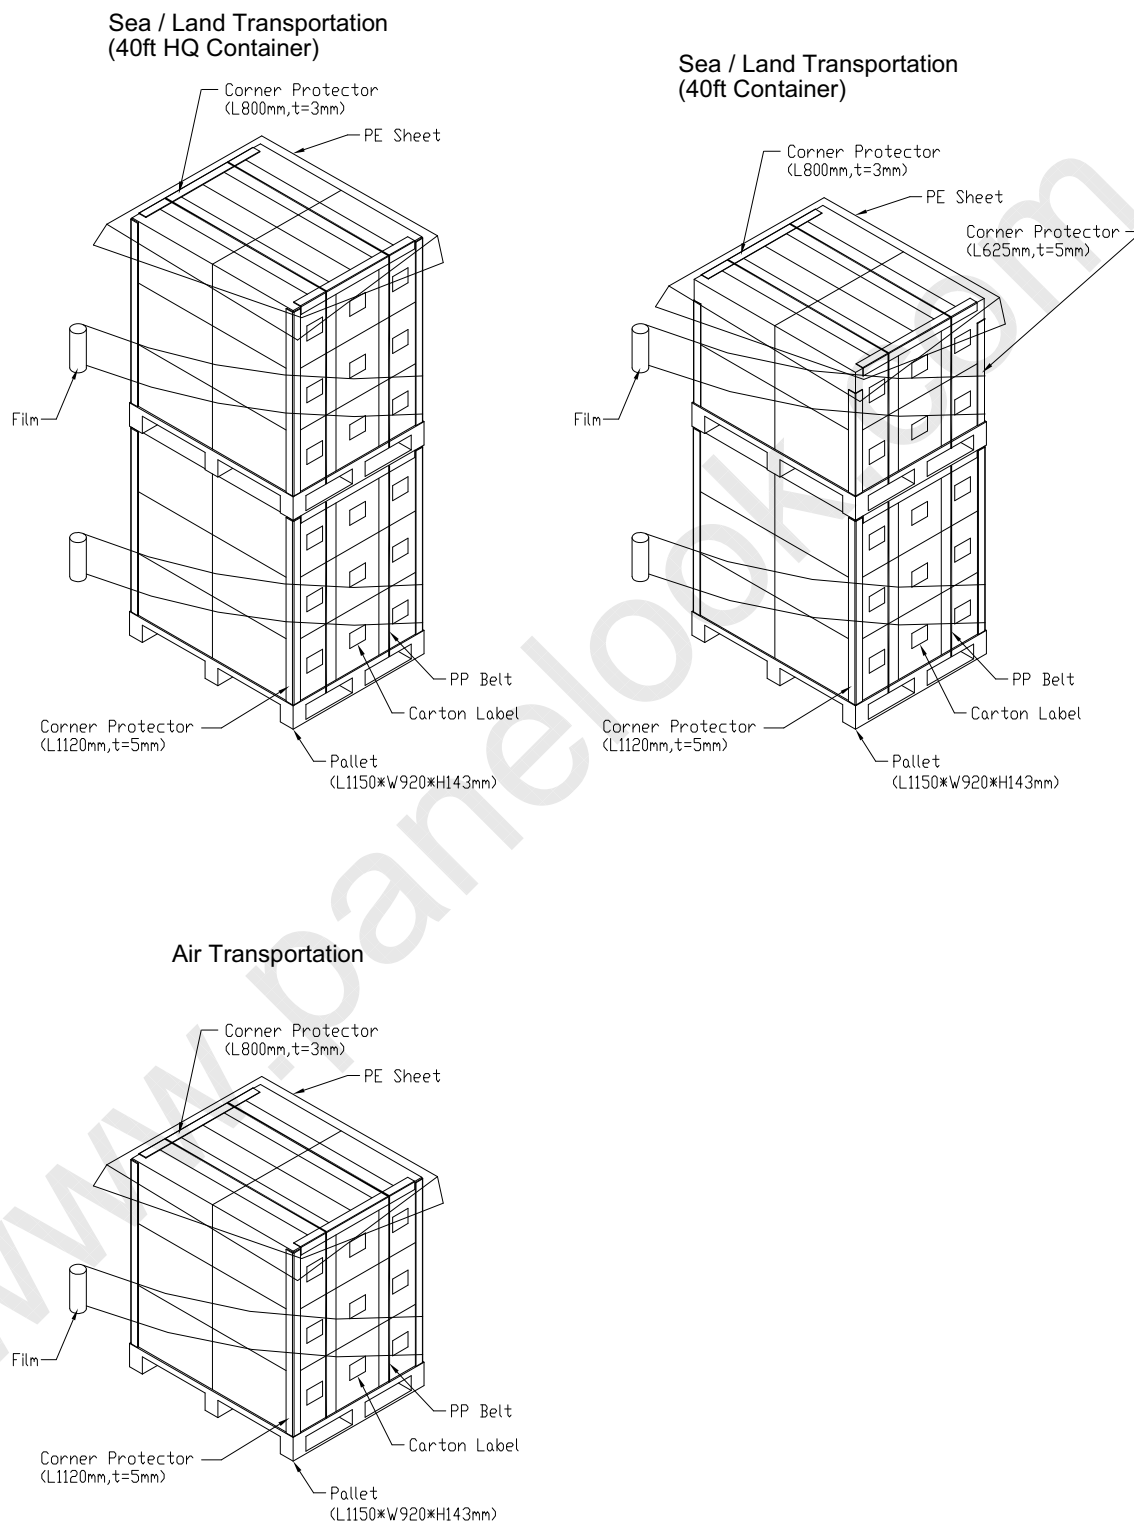 Sea / Land Transportation
(40ft HQ Container)
Corner Protector
(L800mm,t=3mm)
PE Sheet
Film
PP Belt
Carton Label
Corner Protector
(L1120mm,t=5mm)
Pallet
(L1150*W920*H143mm)
Sea / Land Transportation
(40ft Container)
Corner Protector
(L800mm,t=3mm)
PE Sheet
Corner Protector
(L625mm,t=5mm)
Film
PP Belt
Carton Label
Corner Protector
(L1120mm,t=5mm)
Pallet
(L1150*W920*H143mm)
Air Transportation
Corner Protector
(L800mm,t=3mm)
PE Sheet
Film
PP Belt
Carton Label
Corner Protector
(L1120mm,t=5mm)
Pallet
(L1150*W920*H143mm)
www.panelook.com